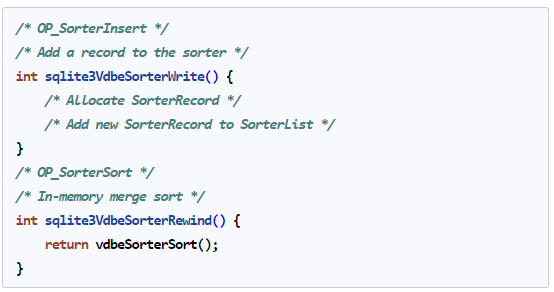 /* OP_SorterInsert */
/* Add a record to the sorter */
int sqlite3VdbeSorterWrite() {
    /* Allocate SorterRecord */
    /* Add new SorterRecord to SorterList */
}
/* OP_SorterSort */
/* In-memory merge sort */
int sqlite3VdbeSorterRewind() {
    return vdbeSorterSort();
}